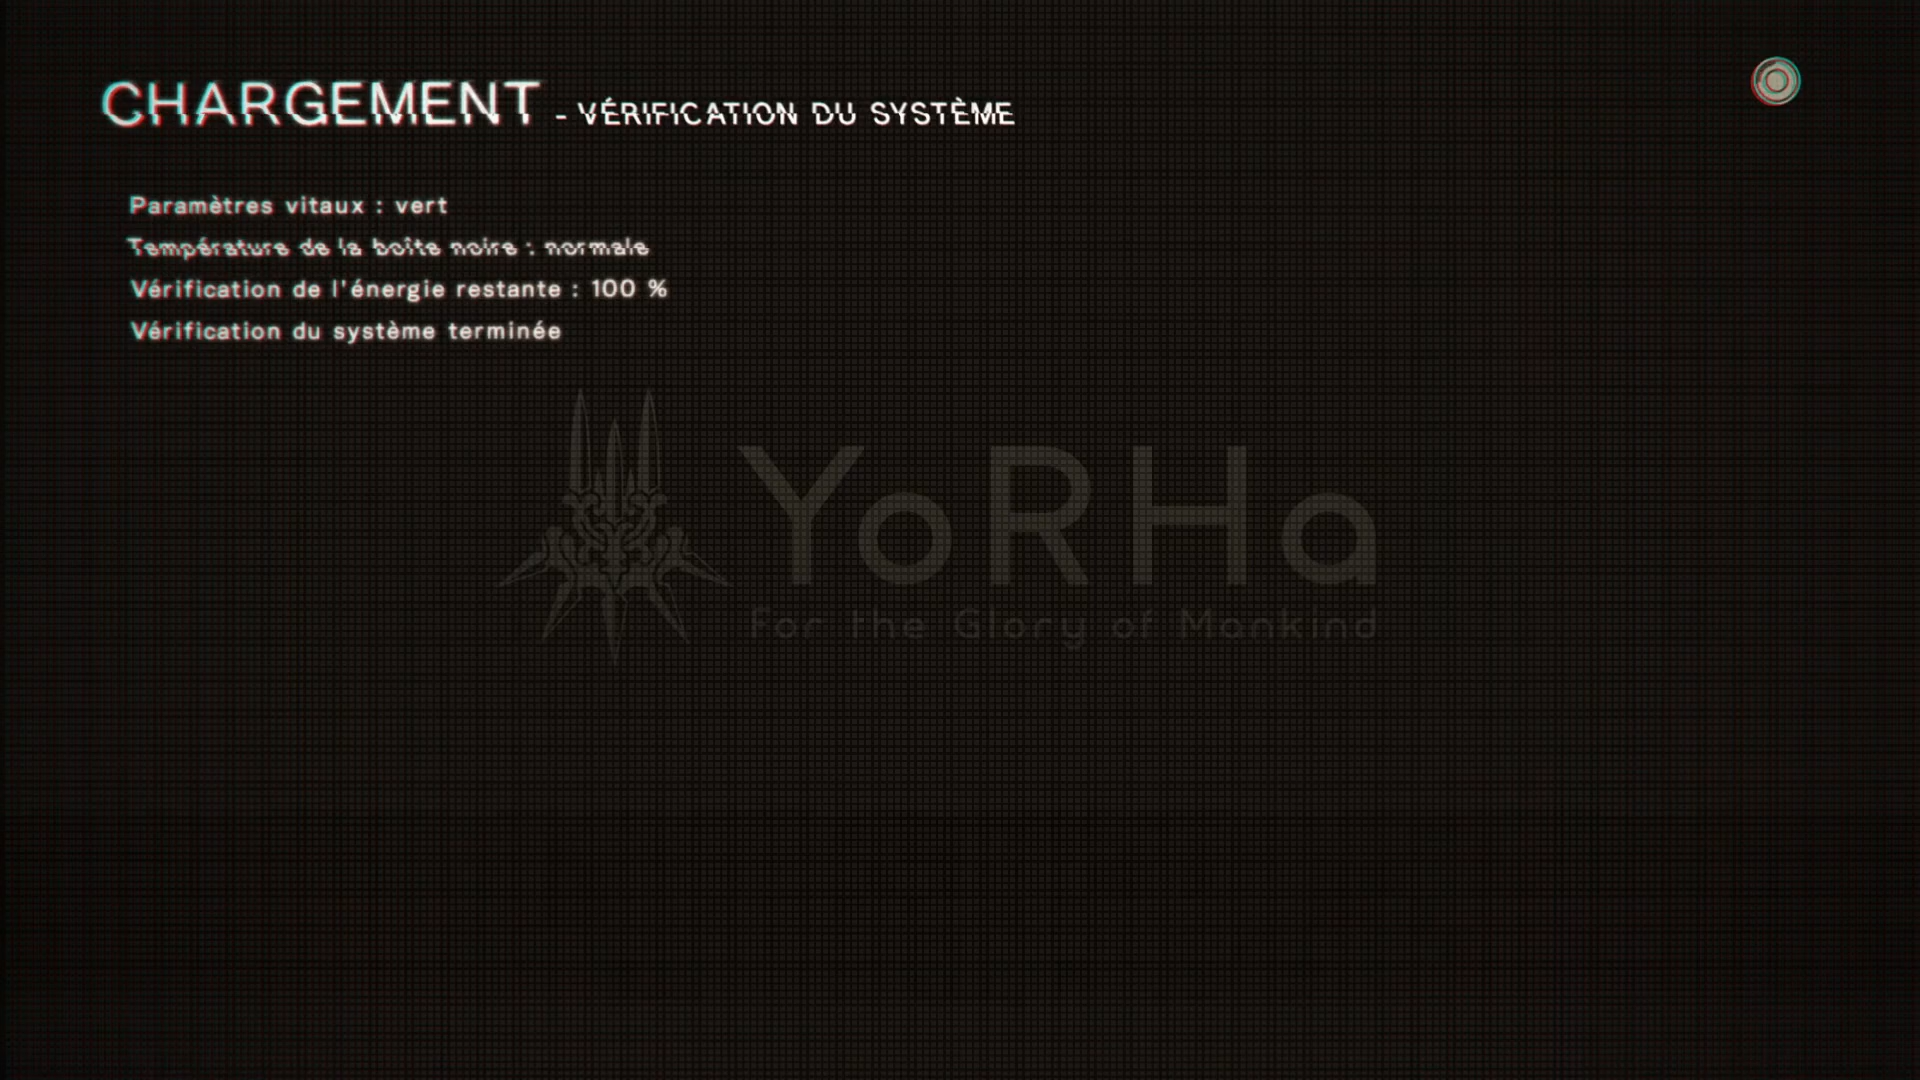 CHARGEMENT - VÉRIFICATION DU SYSTÈME
Paramètres vitaux : vert
Température de la boîte noire : normale
Vérification de l'énergie restante : 100 %
Vérification du système terminée
YoRHa
For the Glory of Mankind